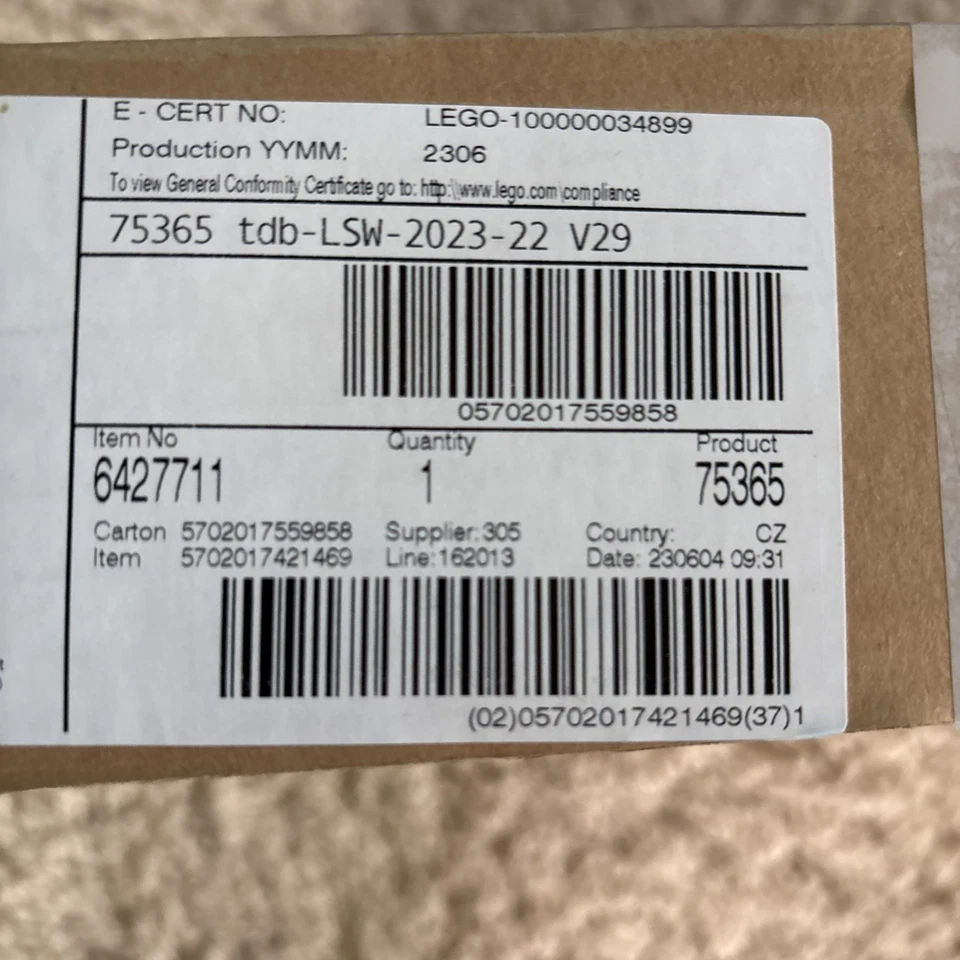 E - CERT NO: LEGO-100000034899
Production YYMM: 2306
To view General Conformity Certificate go to: http:\\www.lego.com\compliance
75365 tdb-LSW-2023-22 V29
05702017559858
Item No Quantity Product
6427711 1 75365
Carton 5702017559858 Supplier: 305 Country: CZ
Item 5702017421469 Line: 162013 Date: 230604 09:31
(02)05702017421469(37)1